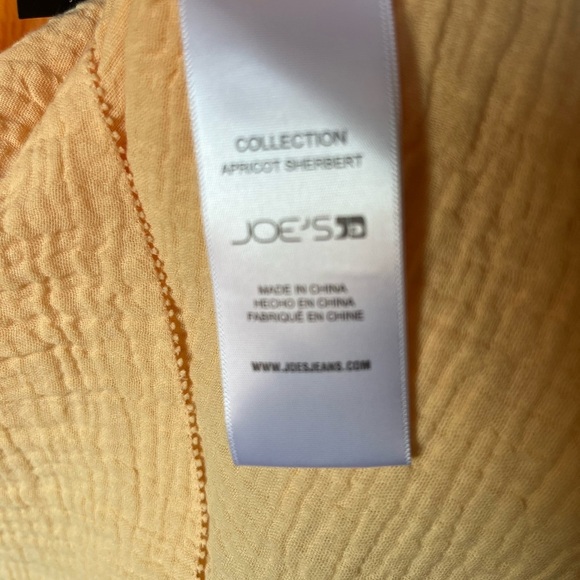 COLLECTION
APRICOT SHERBERT
JOE'S
MADE IN CHINA
HECHO EN CHINA
FABRIQUÉ EN CHINE
WWW.JOESJEANS.COM